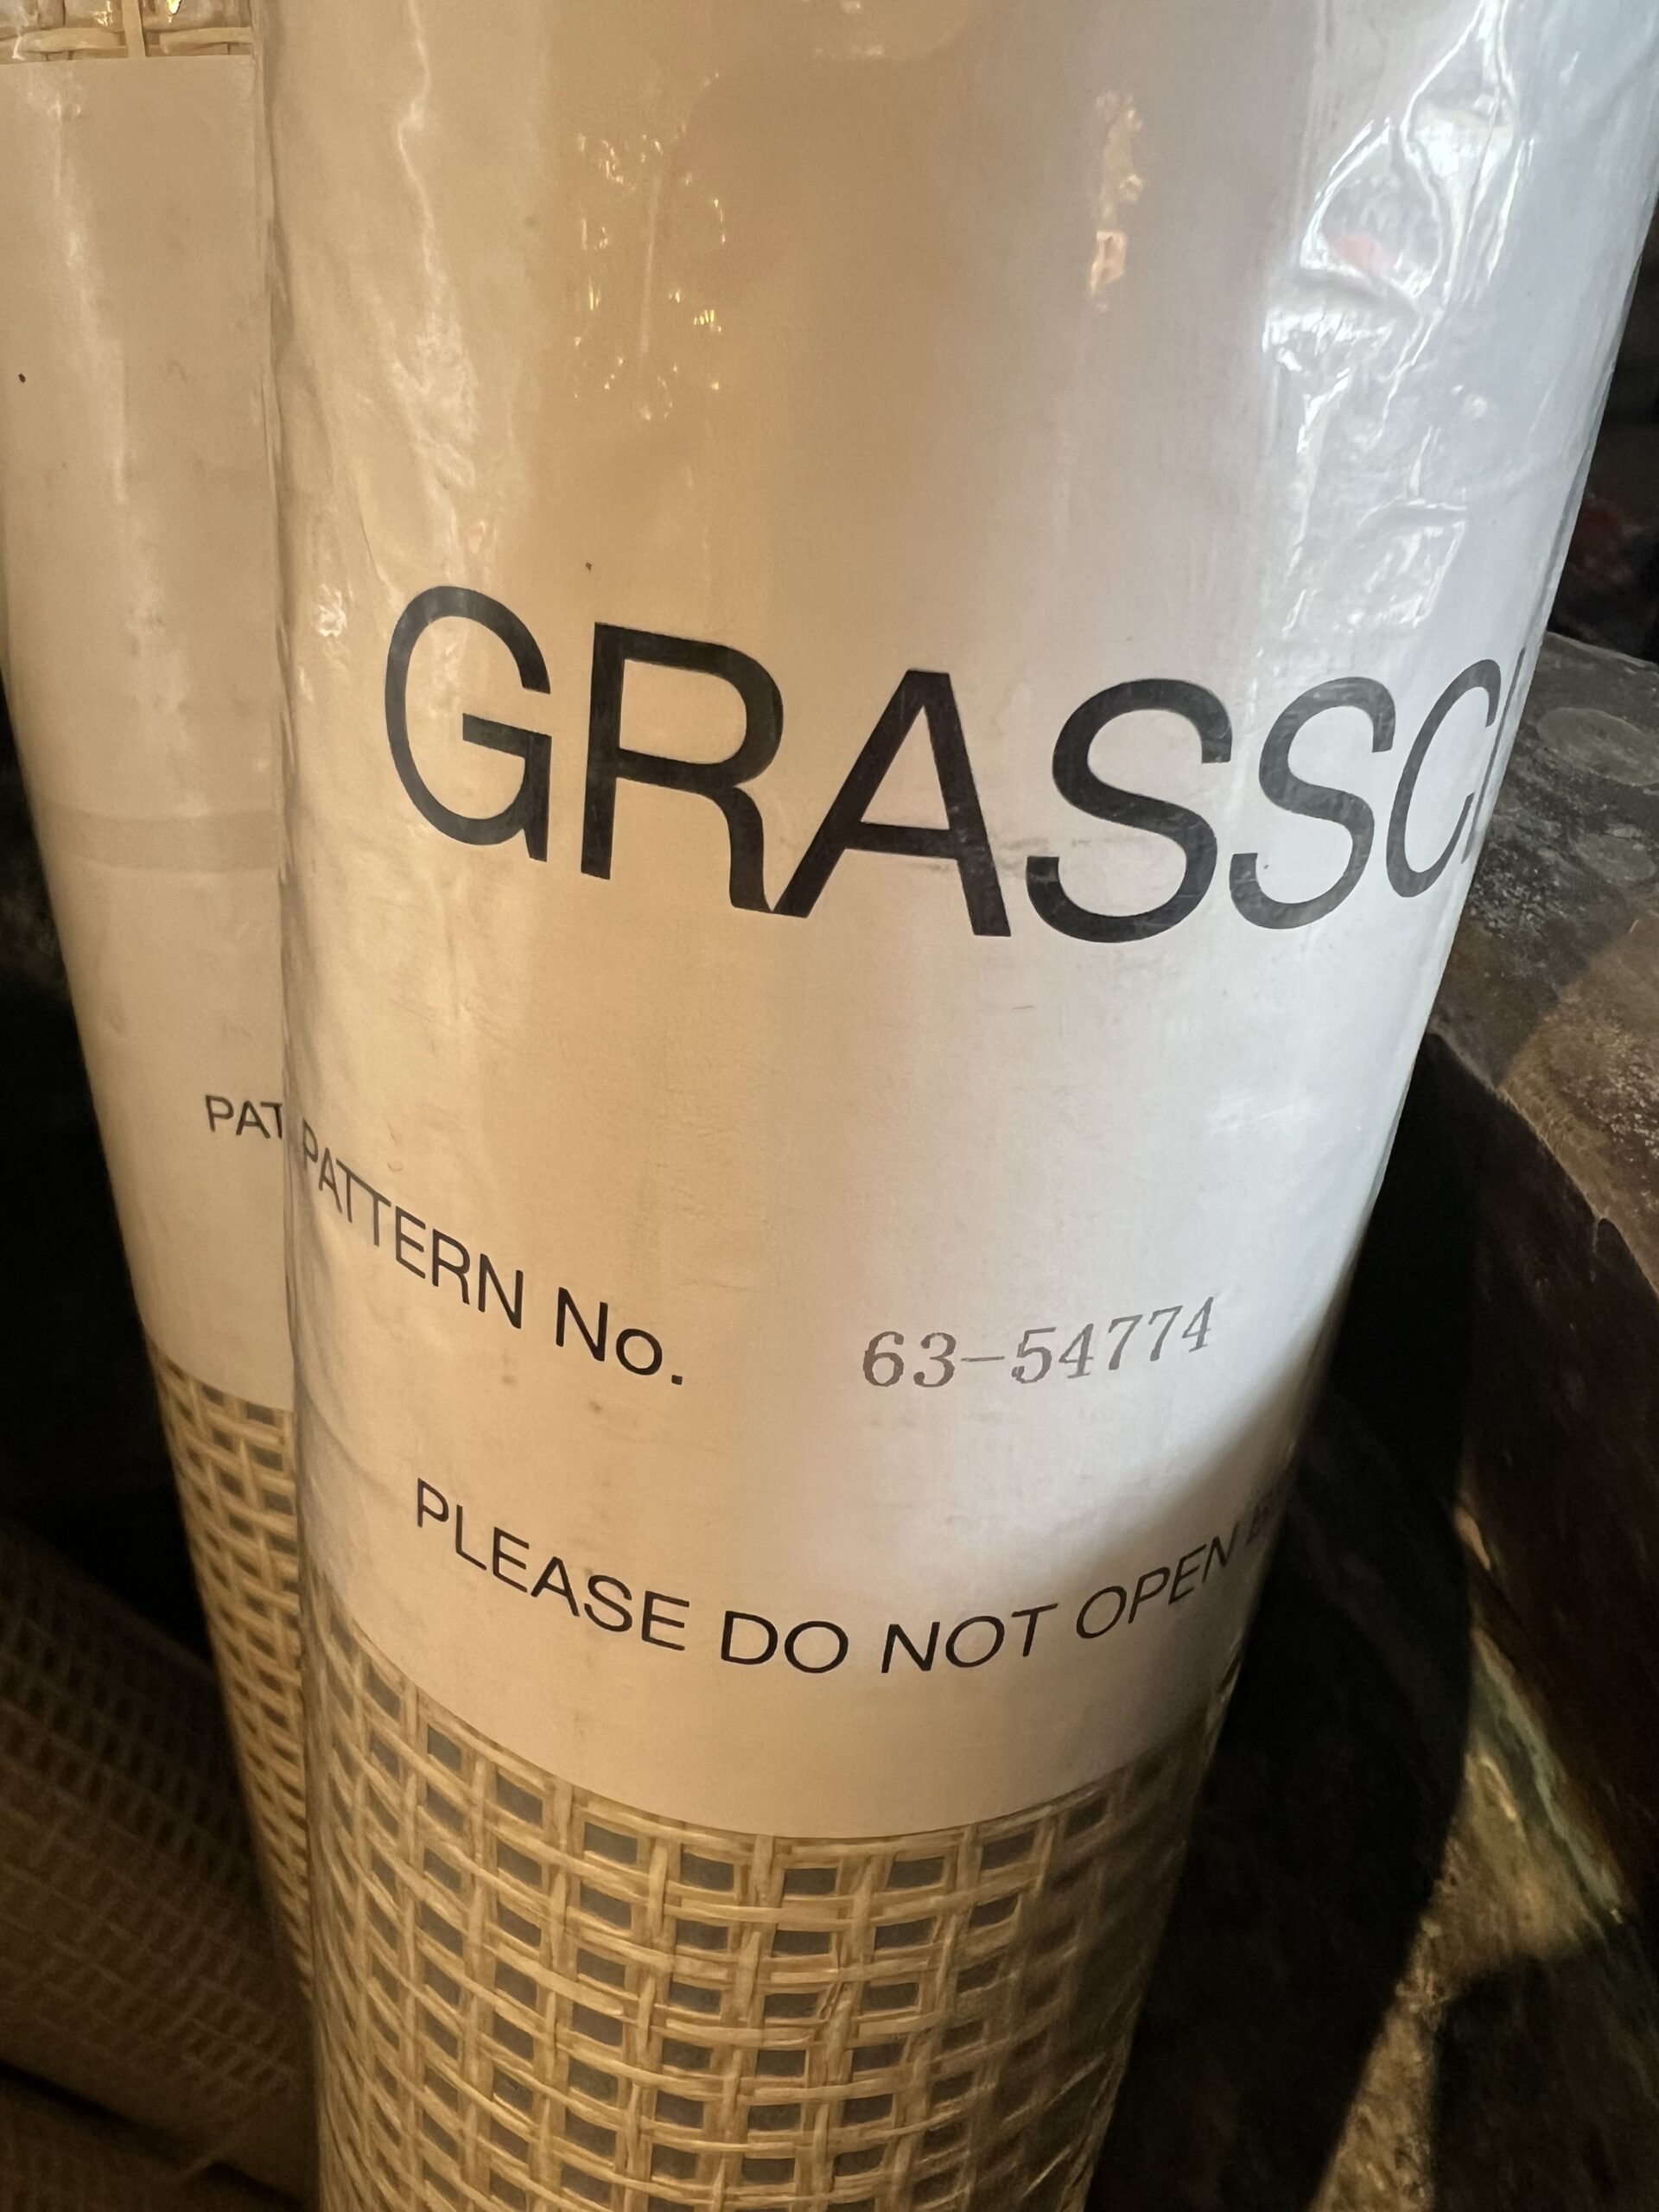 GRASSC
PAT
PATTERN No. 63-54774
PLEASE DO NOT OPEN